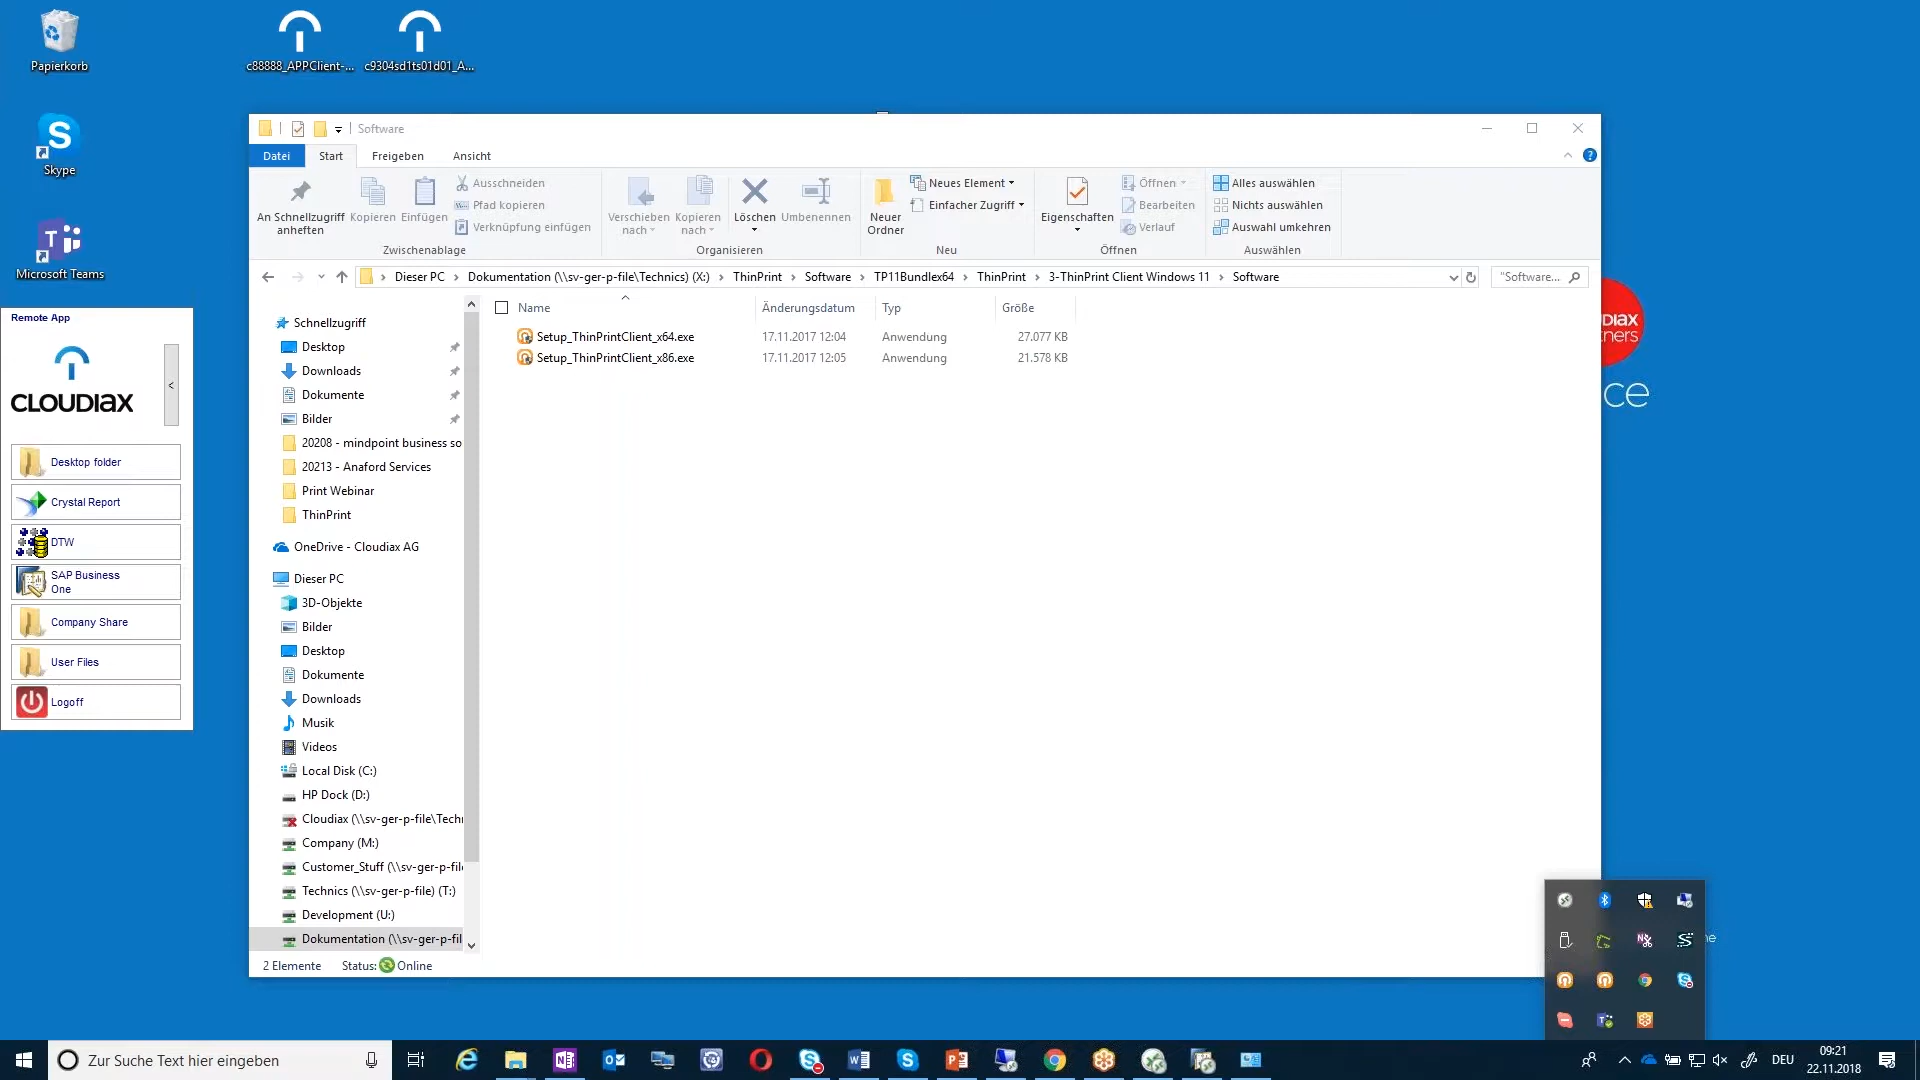 Papierkorb
c88888_APPClient-...
c9304sd1ts01d01_A...
Skype
Microsoft Teams
Remote App
CLOUDIAX
<
Desktop folder
Crystal Report
DTW
SAP Business
One
Company Share
User Files
Logoff
Software
Datei
Start
Freigeben
Ansicht
An Schnellzugriff
anheften
Kopieren
Einfügen
Ausschneiden
Pfad kopieren
Verknüpfung einfügen
Zwischenablage
Verschieben
nach
Kopieren
nach
Löschen
Umbenennen
Organisieren
Neuer
Ordner
Neues Element
Einfacher Zugriff
Neu
Eigenschaften
Öffnen
Bearbeiten
Verlauf
Öffnen
Alles auswählen
Nichts auswählen
Auswahl umkehren
Auswählen
Dieser PC > Dokumentation (\\sv-ger-p-file\Technics) (X:) > ThinPrint > Software > TP11Bundlex64 > ThinPrint > 3-ThinPrint Client Windows 11 > Software
"Software...
Name Änderungsdatum Typ Größe
Setup_ThinPrintClient_x64.exe 17.11.2017 12:04 Anwendung 27.077 KB
Setup_ThinPrintClient_x86.exe 17.11.2017 12:05 Anwendung 21.578 KB
Schnellzugriff
Desktop
Downloads
Dokumente
Bilder
20208 - mindpoint business so
20213 - Anaford Services
Print Webinar
ThinPrint
OneDrive - Cloudiax AG
Dieser PC
3D-Objekte
Bilder
Desktop
Dokumente
Downloads
Musik
Videos
Local Disk (C:)
HP Dock (D:)
Cloudiax (\\sv-ger-p-file\Techn
Company (M:)
Customer_Stuff (\\sv-ger-p-file
Technics (\\sv-ger-p-file) (T:)
Development (U:)
Dokumentation (\\sv-ger-p-fil
2 Elemente Status: Online
DIAX
ners
ce
ne
Zur Suche Text hier eingeben
DEU
09:21
22.11.2018